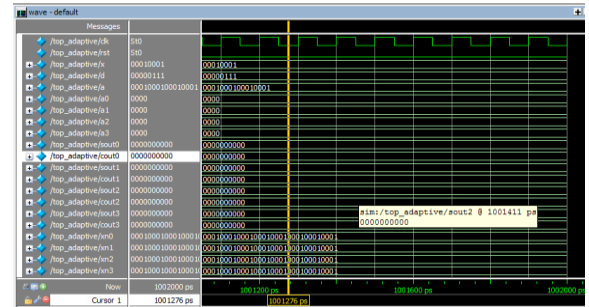 wave - default
Messages
/top_adaptive/clk St0
/top_adaptive/rst St0
/top_adaptive/x 00010001 00010001
/top_adaptive/d 00000111 00000111
/top_adaptive/a 0001000100010001 0001000100010001
/top_adaptive/a0 0000 0000
/top_adaptive/a1 0000 0000
/top_adaptive/a2 0000 0000
/top_adaptive/a3 0000 0000
/top_adaptive/sout0 0000000000 0000000000
/top_adaptive/cout0 0000000000 0000000000
/top_adaptive/sout1 0000000000 0000000000
/top_adaptive/cout1 0000000000 0000000000
/top_adaptive/sout2 0000000000 0000000000
/top_adaptive/cout2 0000000000 0000000000
/top_adaptive/sout3 0000000000 0000000000
/top_adaptive/cout3 0000000000 0000000000
sim:/top_adaptive/sout2 @ 1001411 ps
0000000000
/top_adaptive/xn0
/top_adaptive/xn1
/top_adaptive/xn2
/top_adaptive/xn3
Now 1002000 ps 1001200 ps 1001600 ps 1002000 ps
Cursor 1 1001276 ps 1001276 ps